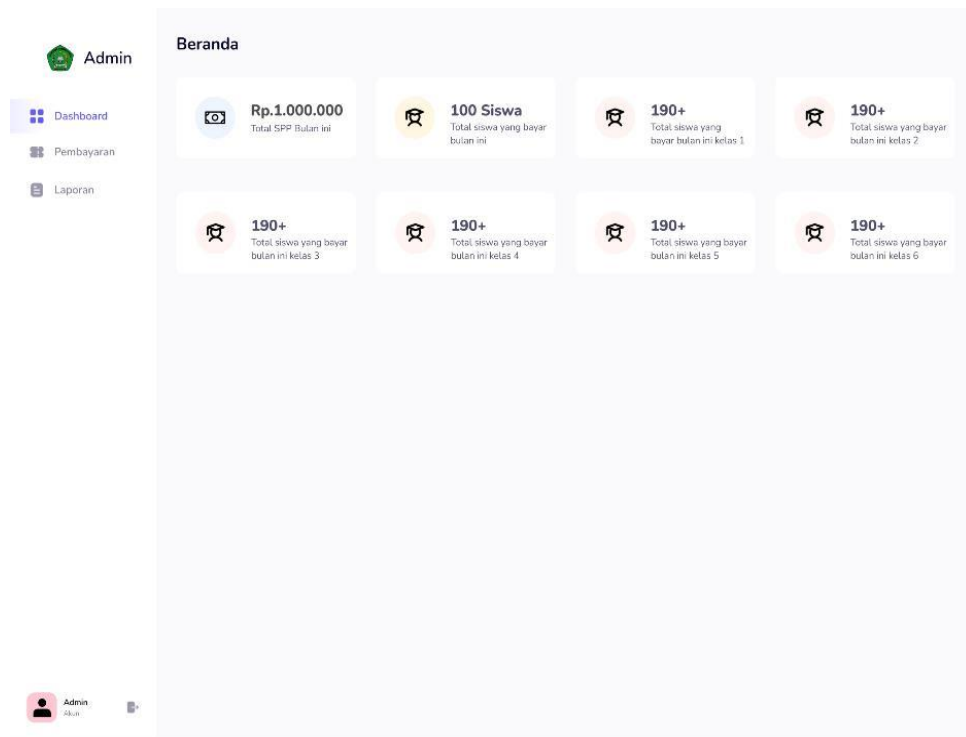 Admin
Dashboard
Pembayaran
Laporan
Beranda
Rp.1.000.000
Total SPP Bulan ini
100 Siswa
Total siswa yang bayar
bulan ini
190+
Total siswa yang
bayar bulan ini kelas 1
190+
Total siswa yang bayar
bulan ini kelas 2
190+
Total siswa yang bayar
bulan ini kelas 3
190+
Total siswa yang bayar
bulan ini kelas 4
190+
Total siswa yang bayar
bulan ini kelas 5
190+
Total siswa yang bayar
bulan ini kelas 6
Admin
Akun